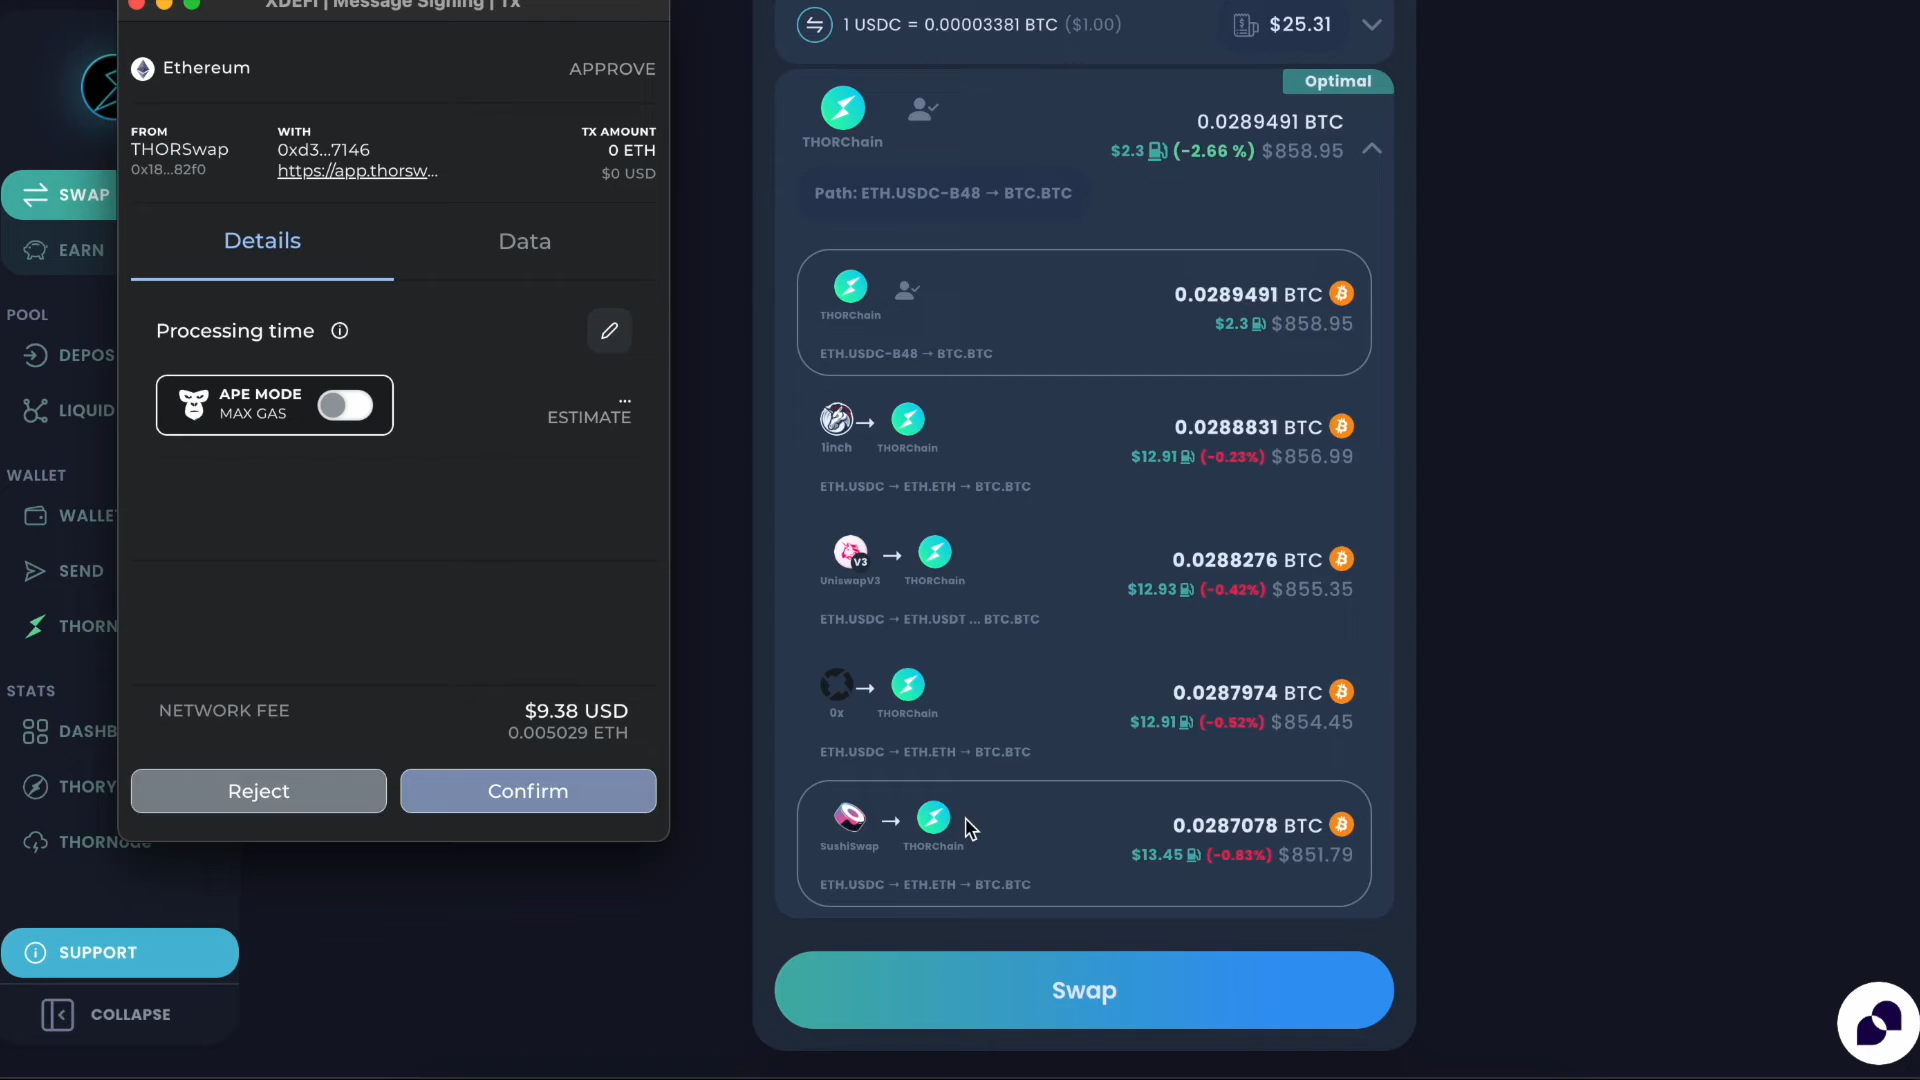 XDEFI | Message Signing | Tx
Ethereum
APPROVE
FROM
WITH
TX AMOUNT
THORSwap
0xd3...7146
0 ETH
0x18...82f0
https://app.thorsw...
$0 USD
Details
Data
Processing time
APE MODE
MAX GAS
...
ESTIMATE
NETWORK FEE
$9.38 USD
0.005029 ETH
Reject
Confirm
SWAP
EARN
POOL
DEPOS
LIQUID
WALLET
WALLE
SEND
THORN
STATS
DASHB
THORY
THORNode
SUPPORT
COLLAPSE
1 USDC = 0.00003381 BTC ($1.00)
$25.31
Optimal
THORChain
0.0289491 BTC
$2.3 (-2.66 %) $858.95
Path: ETH.USDC-B48 → BTC.BTC
THORChain
0.0289491 BTC
$2.3 $858.95
ETH.USDC-B48 → BTC.BTC
1inch
THORChain
0.0288831 BTC
$12.91 (-0.23%) $856.99
ETH.USDC → ETH.ETH → BTC.BTC
V3
UniswapV3
THORChain
0.0288276 BTC
$12.93 (-0.42%) $855.35
ETH.USDC → ETH.USDT ... BTC.BTC
0x
THORChain
0.0287974 BTC
$12.91 (-0.52%) $854.45
ETH.USDC → ETH.ETH → BTC.BTC
SushiSwap
THORChain
0.0287078 BTC
$13.45 (-0.83%) $851.79
ETH.USDC → ETH.ETH → BTC.BTC
Swap